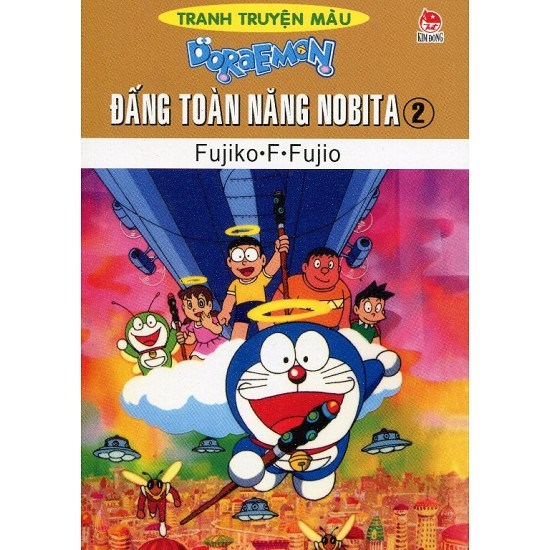 TRANH TRUYỆN MÀU
KIM ĐỒNG
DORAEMON
ĐẤNG TOÀN NĂNG NOBITA 2
Fujiko•F•Fujio